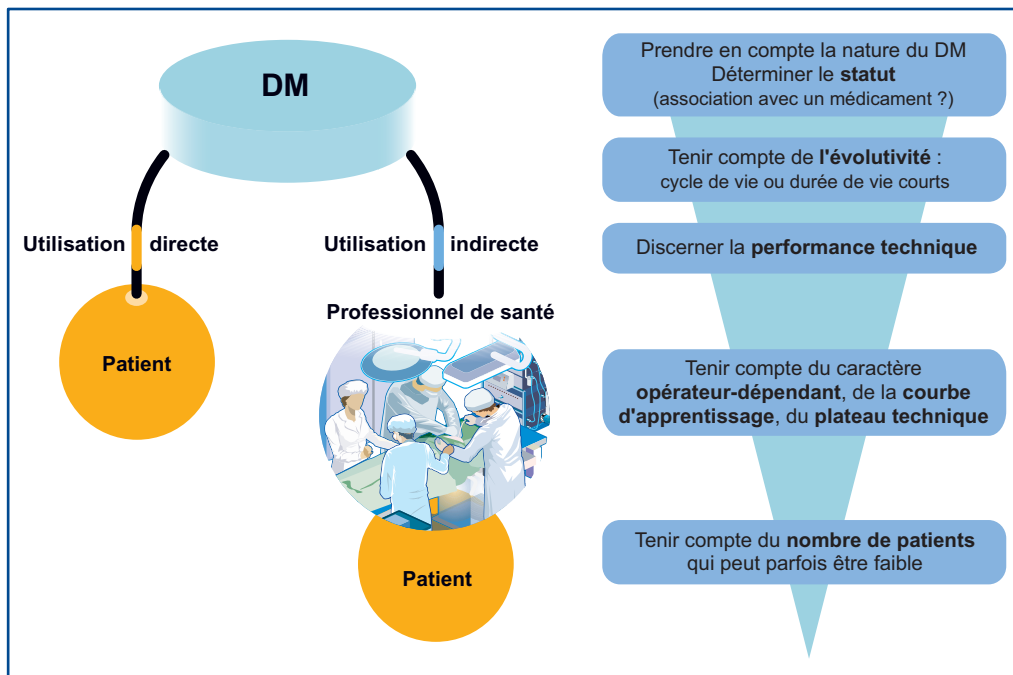 DM
Utilisation directe
Utilisation indirecte
Patient
Professionnel de santé
Patient
Prendre en compte la nature du DM
Déterminer le statut
(association avec un médicament ?)
Tenir compte de l'évolutivité :
cycle de vie ou durée de vie courts
Discerner la performance technique
Tenir compte du caractère
opérateur-dépendant, de la courbe
d'apprentissage, du plateau technique
Tenir compte du nombre de patients
qui peut parfois être faible